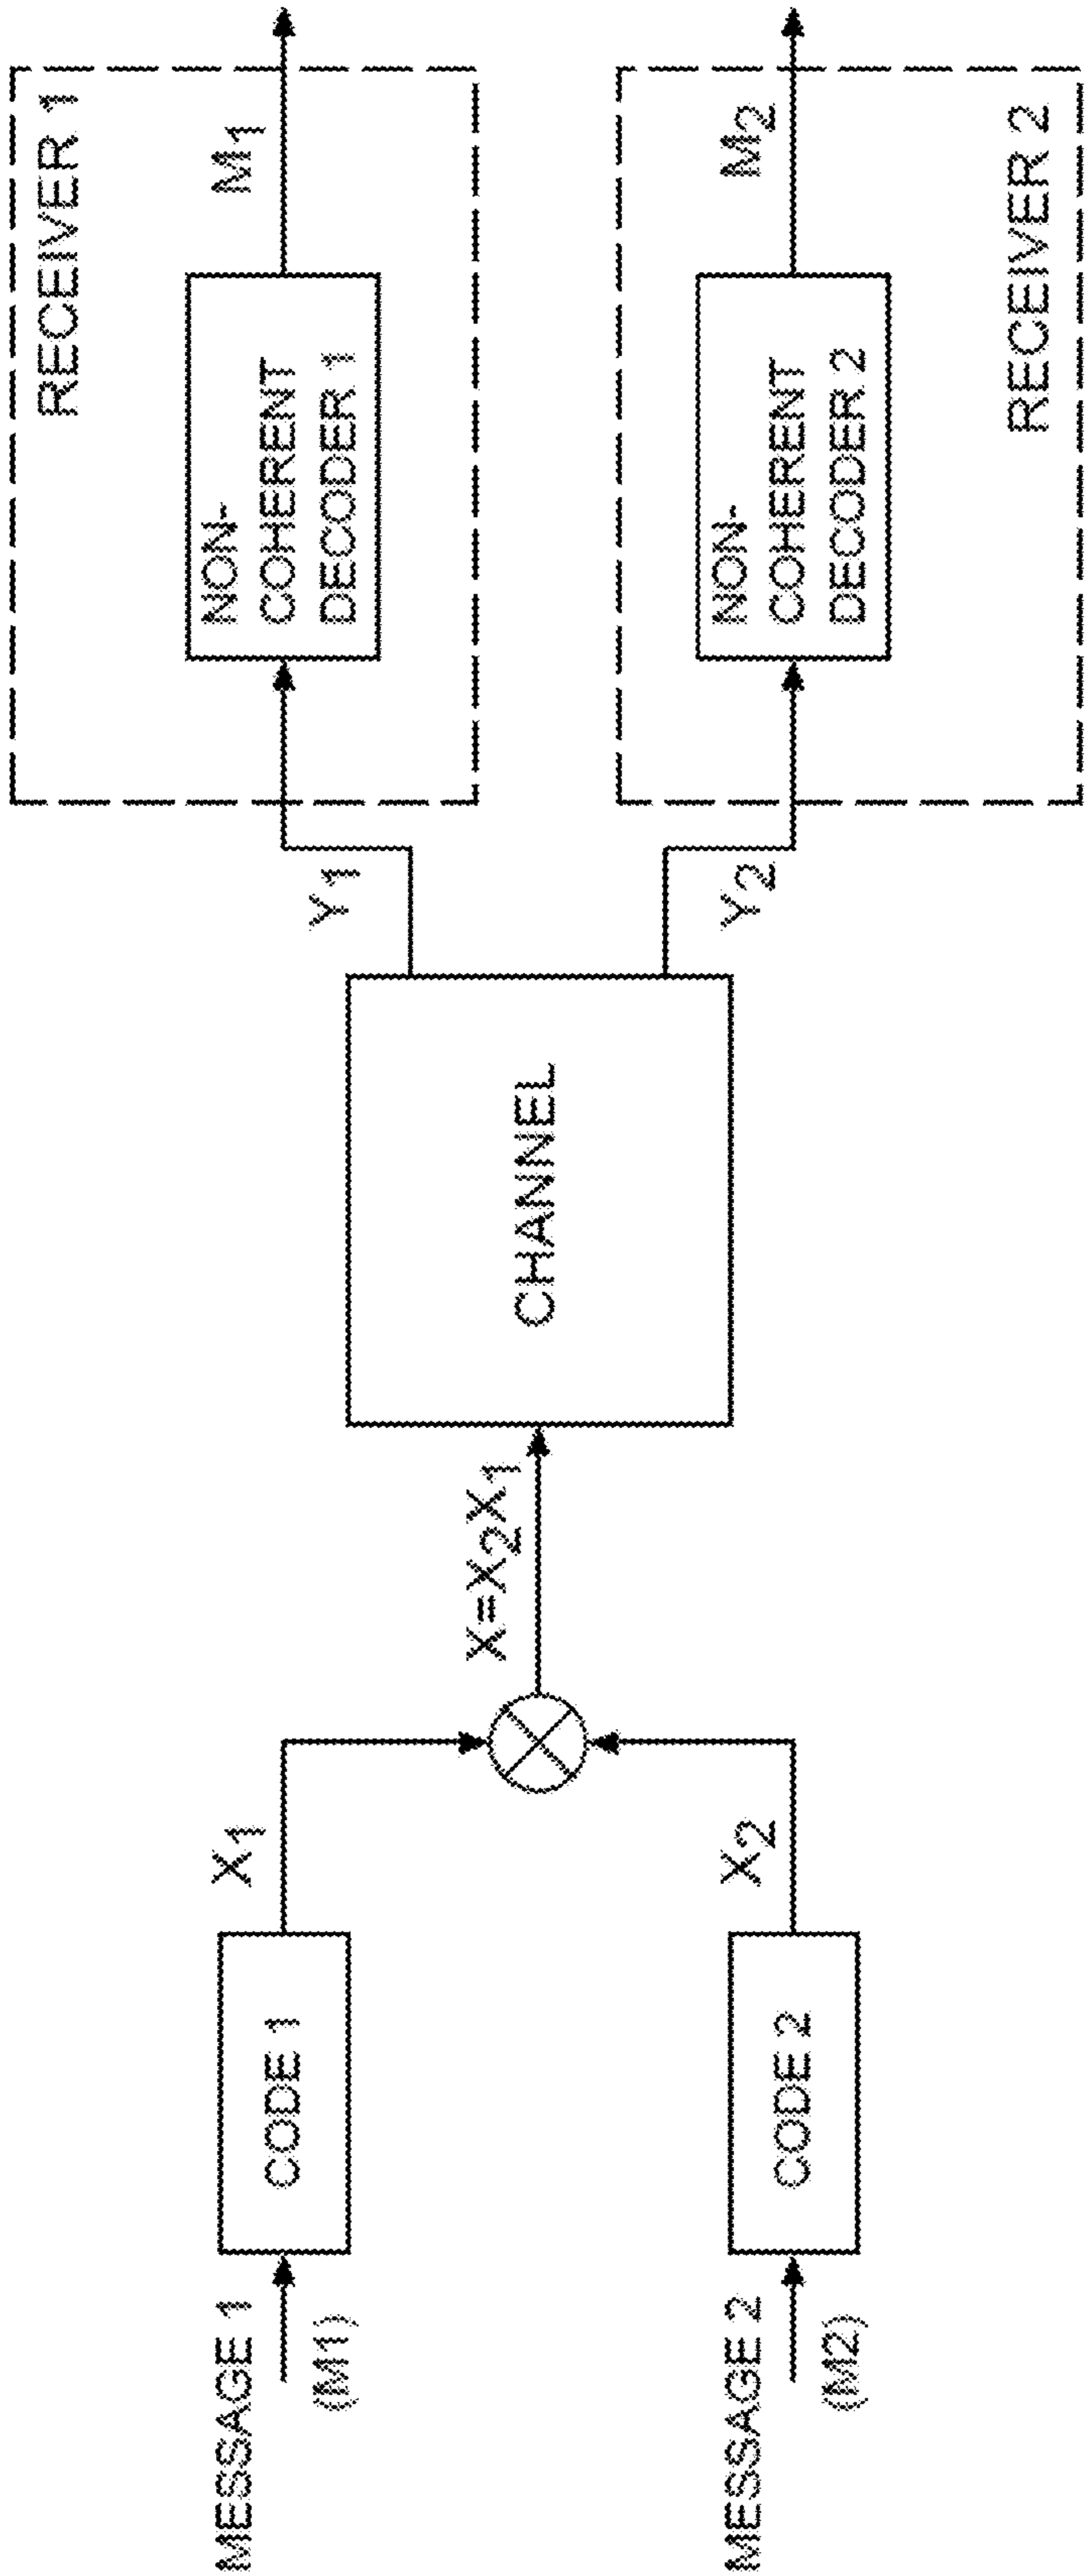 MESSAGE 1
(M1)
CODE 1
X1
MESSAGE 2
(M2)
CODE 2
X2
X=X2X1
CHANNEL
Y1
Y2
RECEIVER 1
NON-
COHERENT
DECODER 1
M1
RECEIVER 2
NON-
COHERENT
DECODER 2
M2